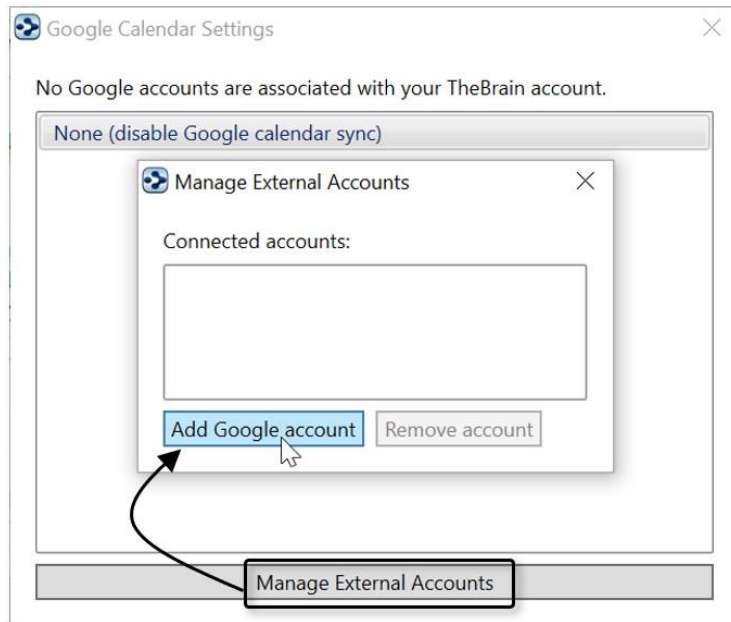 Google Calendar Settings
No Google accounts are associated with your TheBrain account.
None (disable Google calendar sync)
Manage External Accounts
Connected accounts:
Add Google account
Remove account
Manage External Accounts